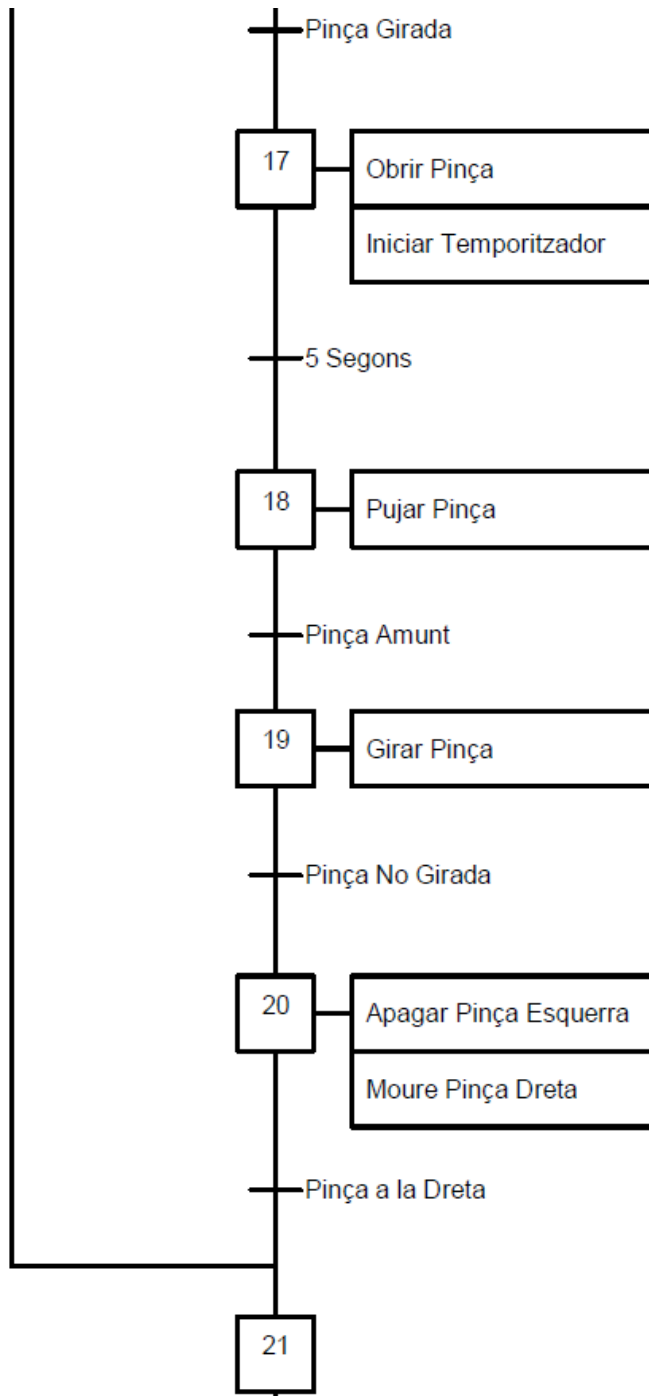 Pinça Girada
17
Obrir Pinça
Iniciar Temporitzador
5 Segons
18
Pujar Pinça
Pinça Amunt
19
Girar Pinça
Pinça No Girada
20
Apagar Pinça Esquerra
Moure Pinça Dreta
Pinça a la Dreta
21